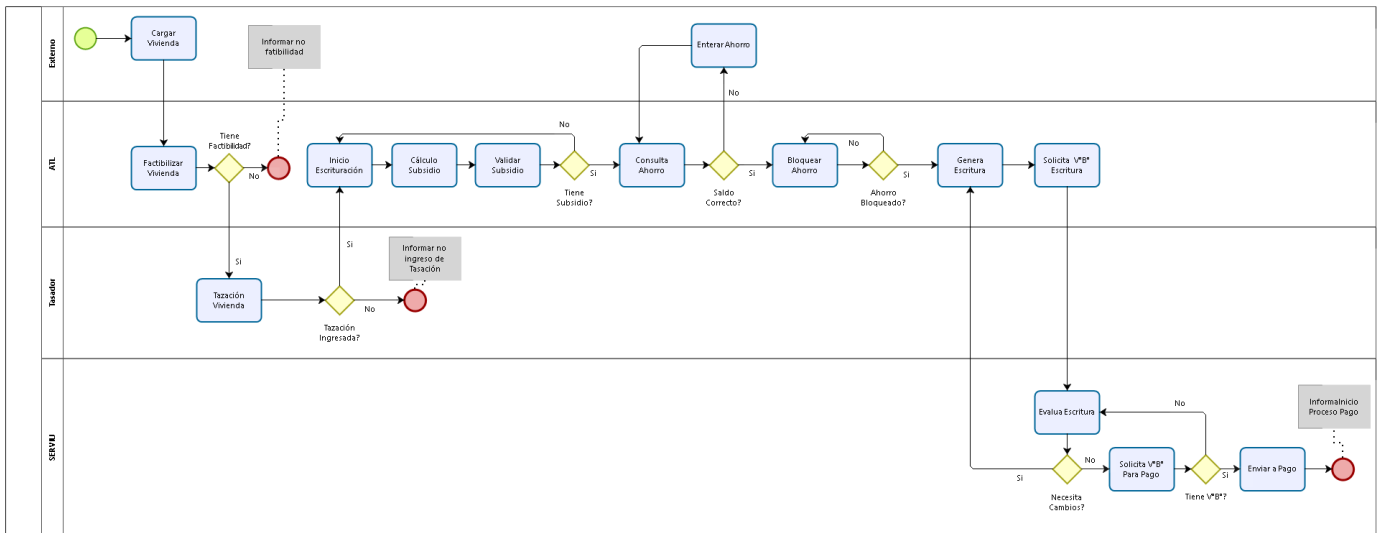 Externo
Cargar
Vivienda
Informar no
fatibilidad
Enterar Ahorro
No
ATL
Factibilizar
Vivienda
Tiene
Factibilidad?
No
Si
Inicio
Escrituración
Cálculo
Subsidio
Validar
Subsidio
No
Si
Tiene
Subsidio?
Consulta
Ahorro
Si
Saldo
Correcto?
Bloquear
Ahorro
No
Si
Ahorro
Bloqueado?
Genera
Escritura
Solicita V°B°
Escritura
Tasador
Tazación
Vivienda
Si
No
Tazación
Ingresada?
Informar no
ingreso de
Tasación
SERVIU
Evalua Escritura
No
Si
Necesita
Cambios?
Solicita V°B°
Para Pago
No
Si
Tiene V°B°?
Enviar a Pago
InformaInicio
Proceso Pago